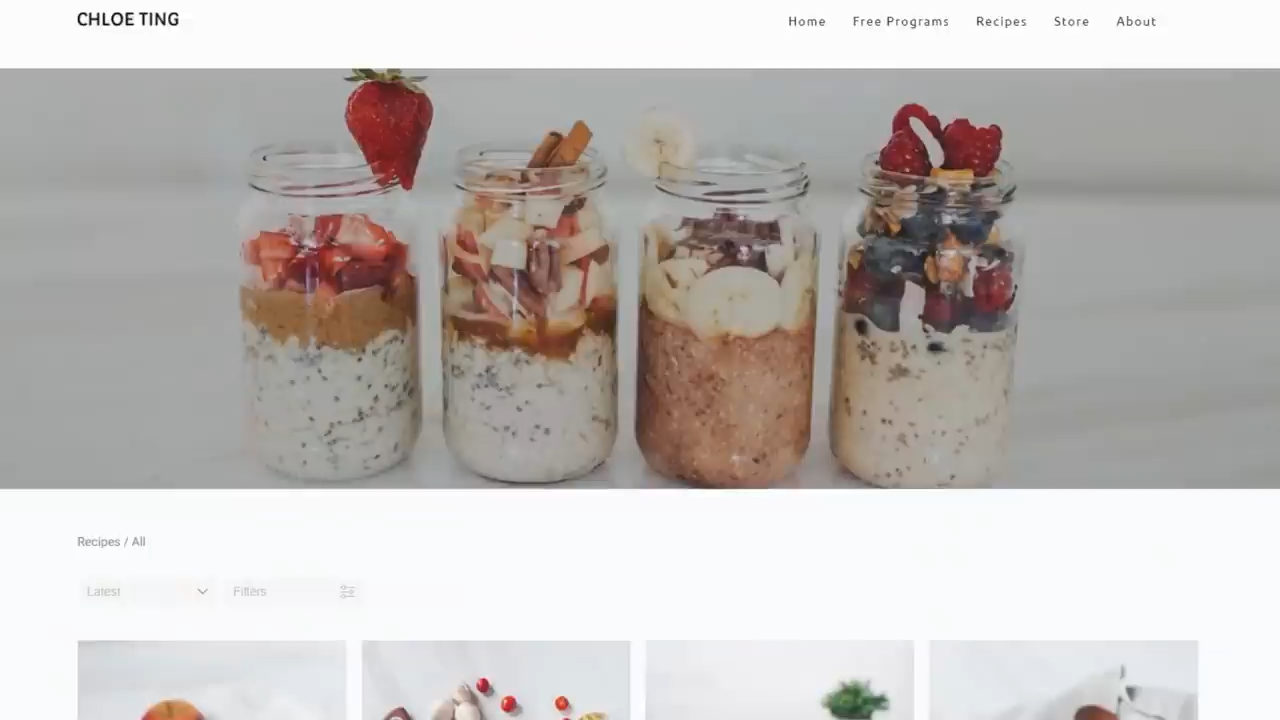 CHLOE TING
Home Free Programs Recipes Store About
Recipes / All
Latest Filters